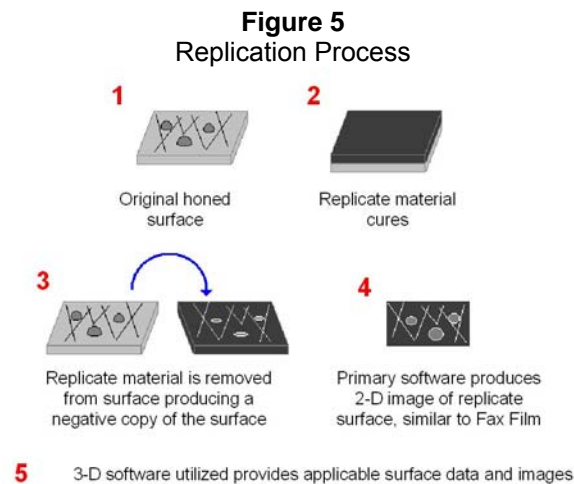 Figure 5
Replication Process
1
2
Original honed
surface
Replicate material
cures
3
4
Replicate material is removed
from surface producing a
negative copy of the surface
Primary software produces
2-D image of replicate
surface, similar to Fax Film
5 3-D software utilized provides applicable surface data and images